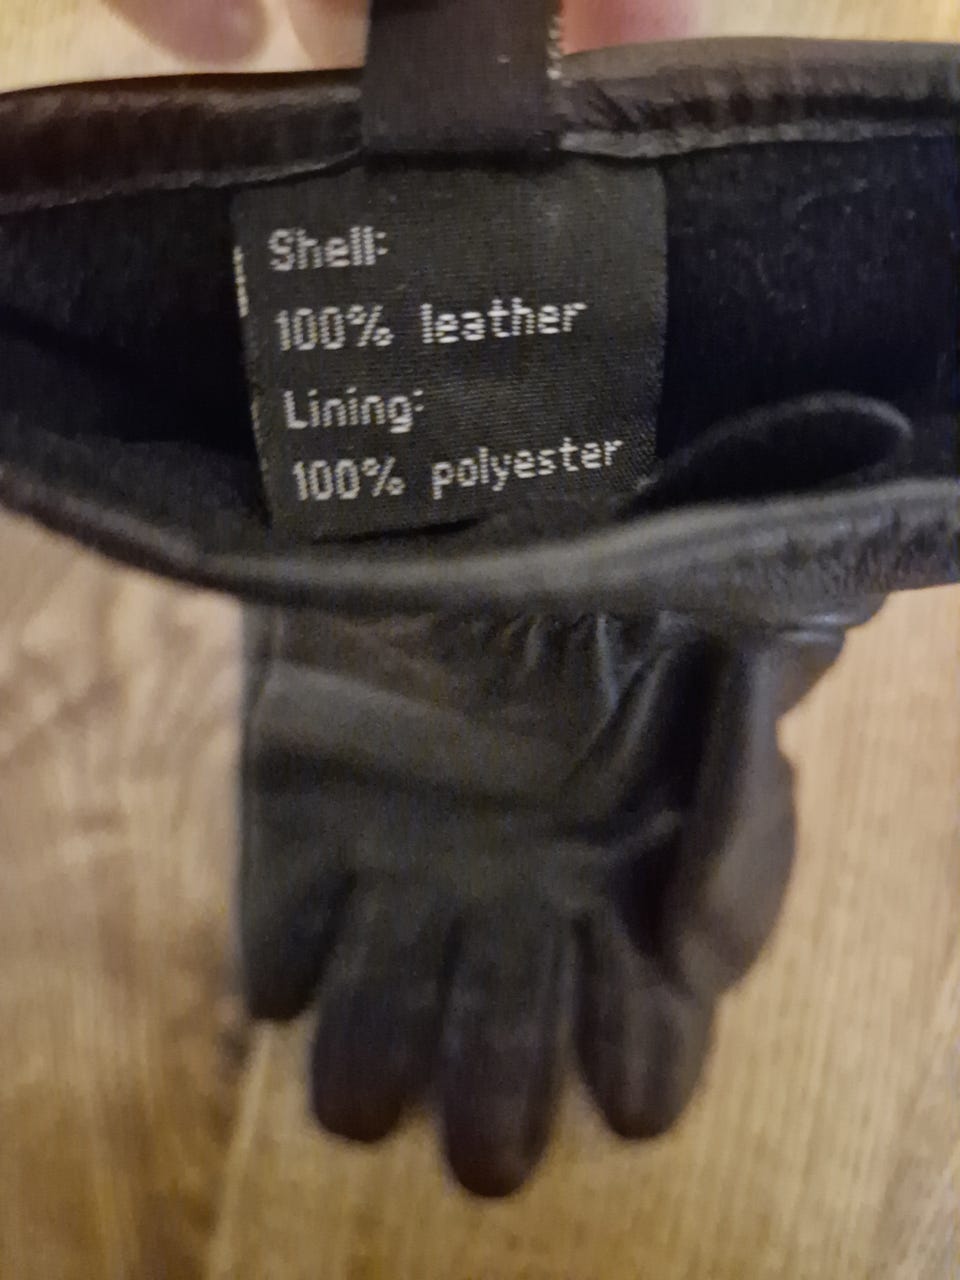 Shell:
100% leather
Lining:
100% polyester